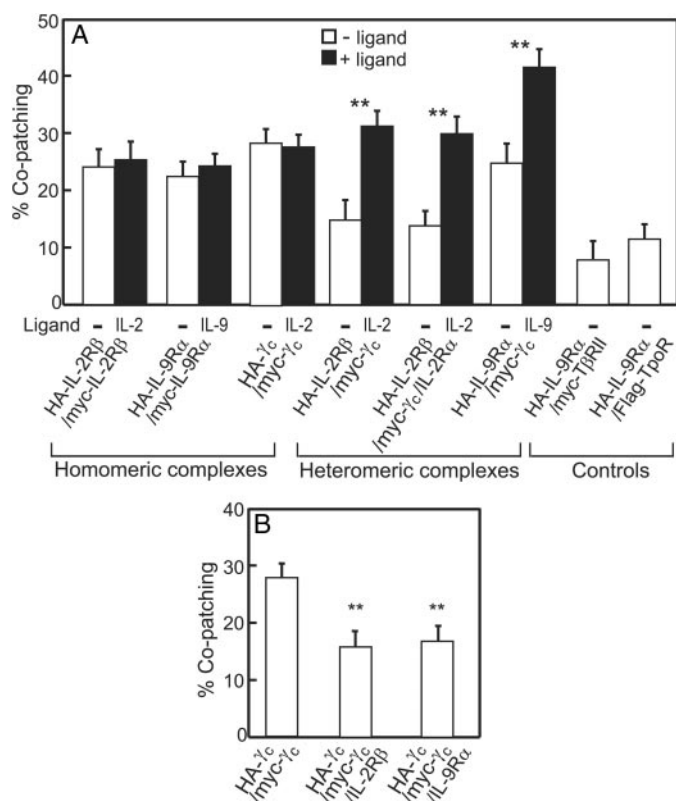 A
- ligand
+ ligand
50
40
30
20
10
0
% Co-patching
**
**
**
Ligand - IL-2 - IL-9 - IL-2 - IL-2 - IL-2 - IL-9 - -
HA-IL-2Rβ
/myc-IL-2Rβ
HA-IL-9Rα
/myc-IL-9Rα
HA-γc
/myc-γc
HA-IL-2Rβ
/myc-γc
HA-IL-2Rβ
/myc-γc/IL-2Rα
HA-IL-9Rα
/myc-γc
HA-IL-9Rα
/myc-TβRII
HA-IL-9Rα
/Flag-TpoR
Homomeric complexes
Heteromeric complexes
Controls
B
40
30
20
10
0
% Co-patching
**
**
HA-γc
/myc-γc
HA-γc
/myc-γc
/IL-2Rβ
HA-γc
/myc-γc
/IL-9Rα